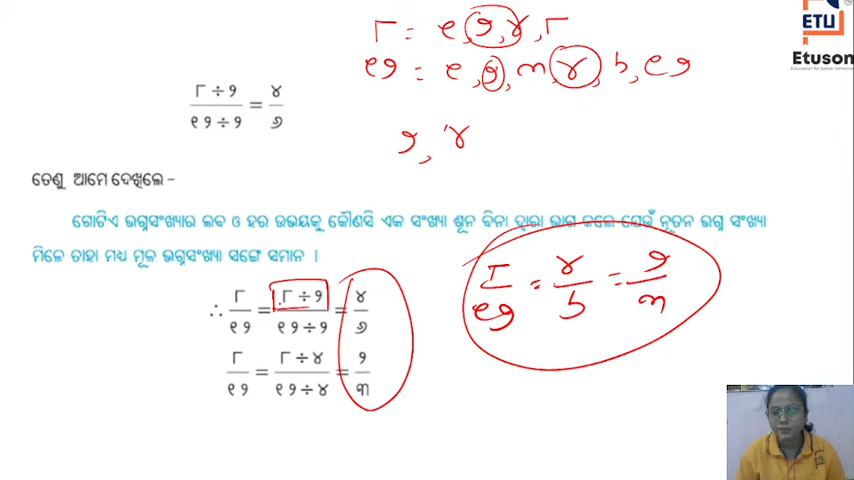 ୮ = ୧, ୨, ୪, ୮
୧୨ = ୧, ୨, ୩, ୪, ୬, ୧୨
ETU
Etuson
୮ ÷ ୨ / ୧୨ ÷ ୨ = ୪ / ୬
୨, ୪
ତେଣୁ ଆମେ ଦେଖିଲେ –
ଗୋଟିଏ ଭଗ୍ନସଂଖ୍ୟାର ଲବ ଓ ହର ଉଭୟକୁ କୌଣସି ଏକ ସଂଖ୍ୟା ଶୂନ ବିନା ଦ୍ୱାରା ଭାଗ କଲେ ଯେଉଁ ନୂତନ ଭଗ୍ନ ସଂଖ୍ୟା
ମିଳେ ତାହା ମଧ୍ୟ ମୂଳ ଭଗ୍ନସଂଖ୍ୟା ସଙ୍ଗେ ସମାନ ।
୮ / ୧୨ = ୪ / ୬ = ୨ / ୩
∴ ୮ / ୧୨ = ୮ ÷ ୨ / ୧୨ ÷ ୨ = ୪ / ୬
୮ / ୧୨ = ୮ ÷ ୪ / ୧୨ ÷ ୪ = ୨ / ୩